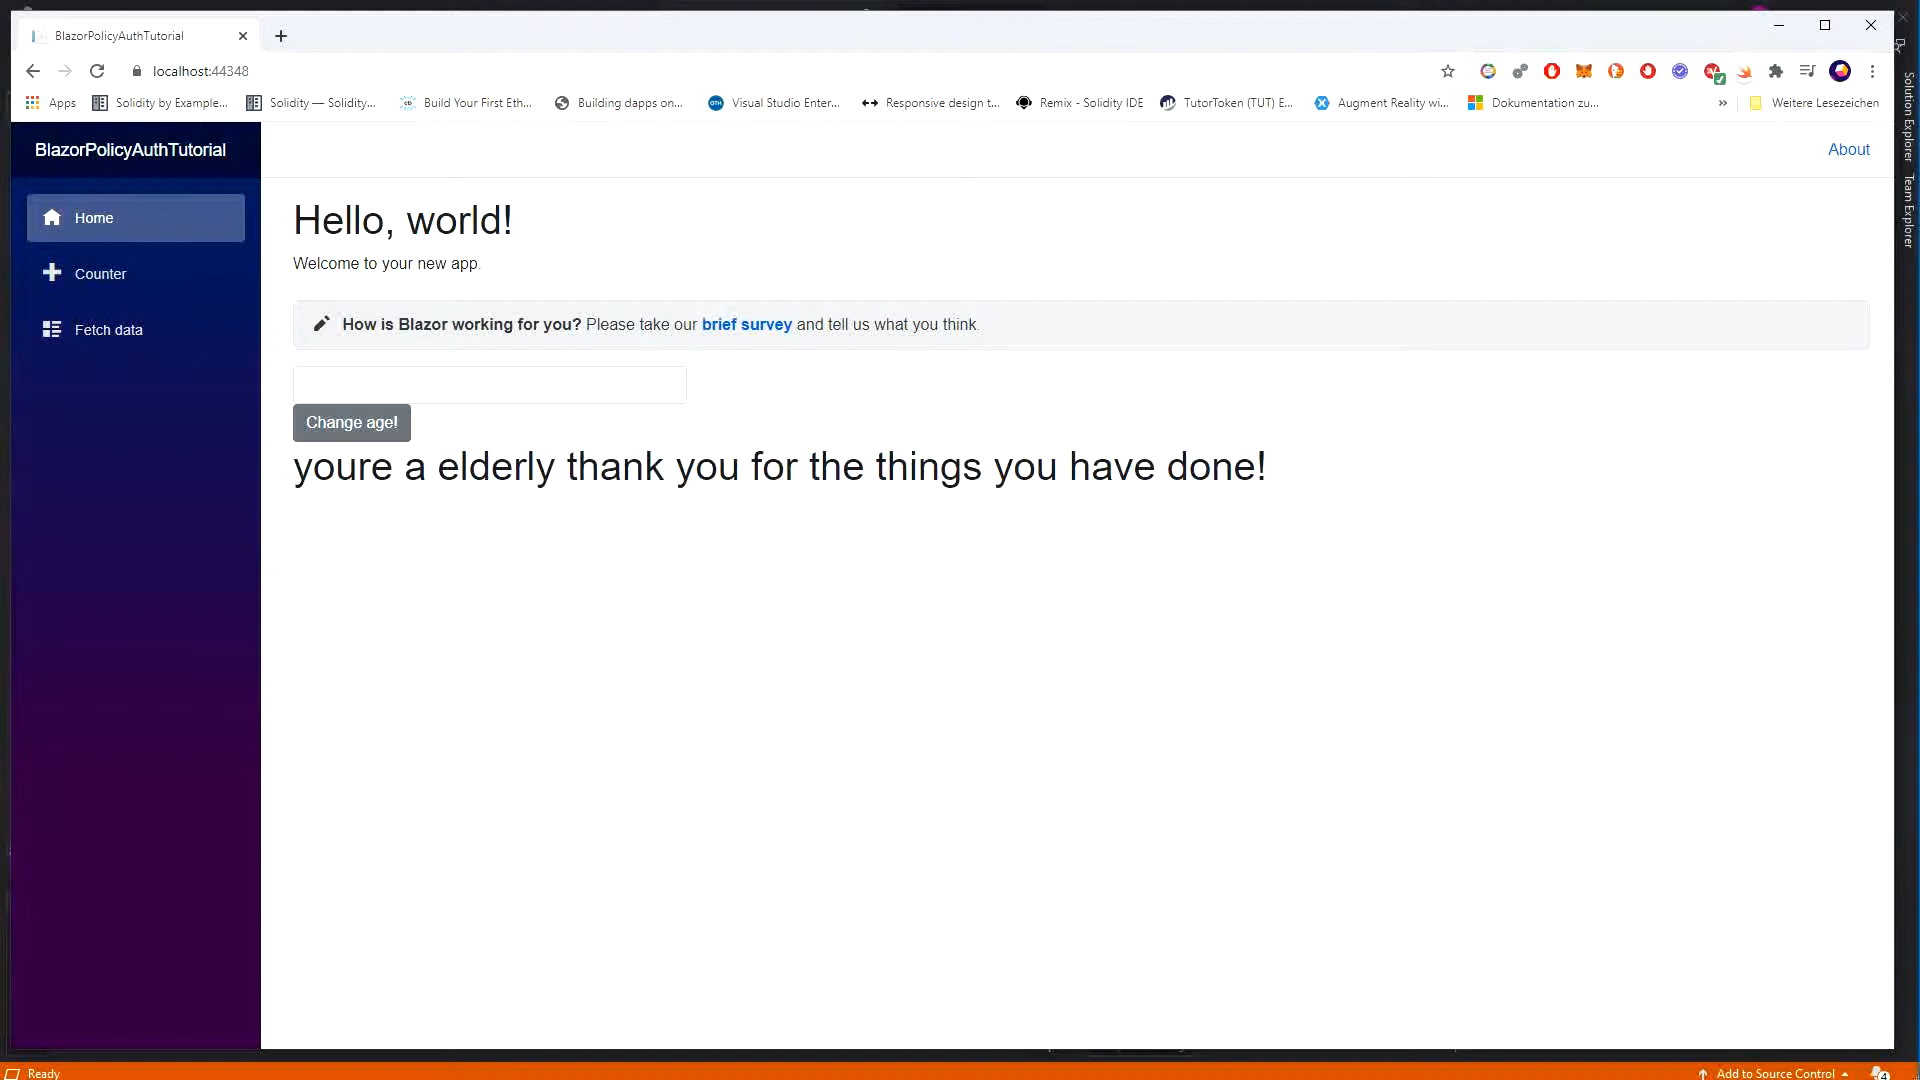 BlazorPolicyAuthTutorial
localhost:44348
Apps
Solidity by Example...
Solidity — Solidity...
Build Your First Eth...
Building dapps on...
Visual Studio Enter...
Responsive design t...
Remix - Solidity IDE
TutorToken (TUT) E...
Augment Reality wi...
Dokumentation zu...
»
Weitere Lesezeichen
Solution Explorer
Team Explorer
BlazorPolicyAuthTutorial
About
Home
Counter
Fetch data
Hello, world!
Welcome to your new app.
How is Blazor working for you? Please take our brief survey and tell us what you think.
Change age!
youre a elderly thank you for the things you have done!
Ready
Add to Source Control
4